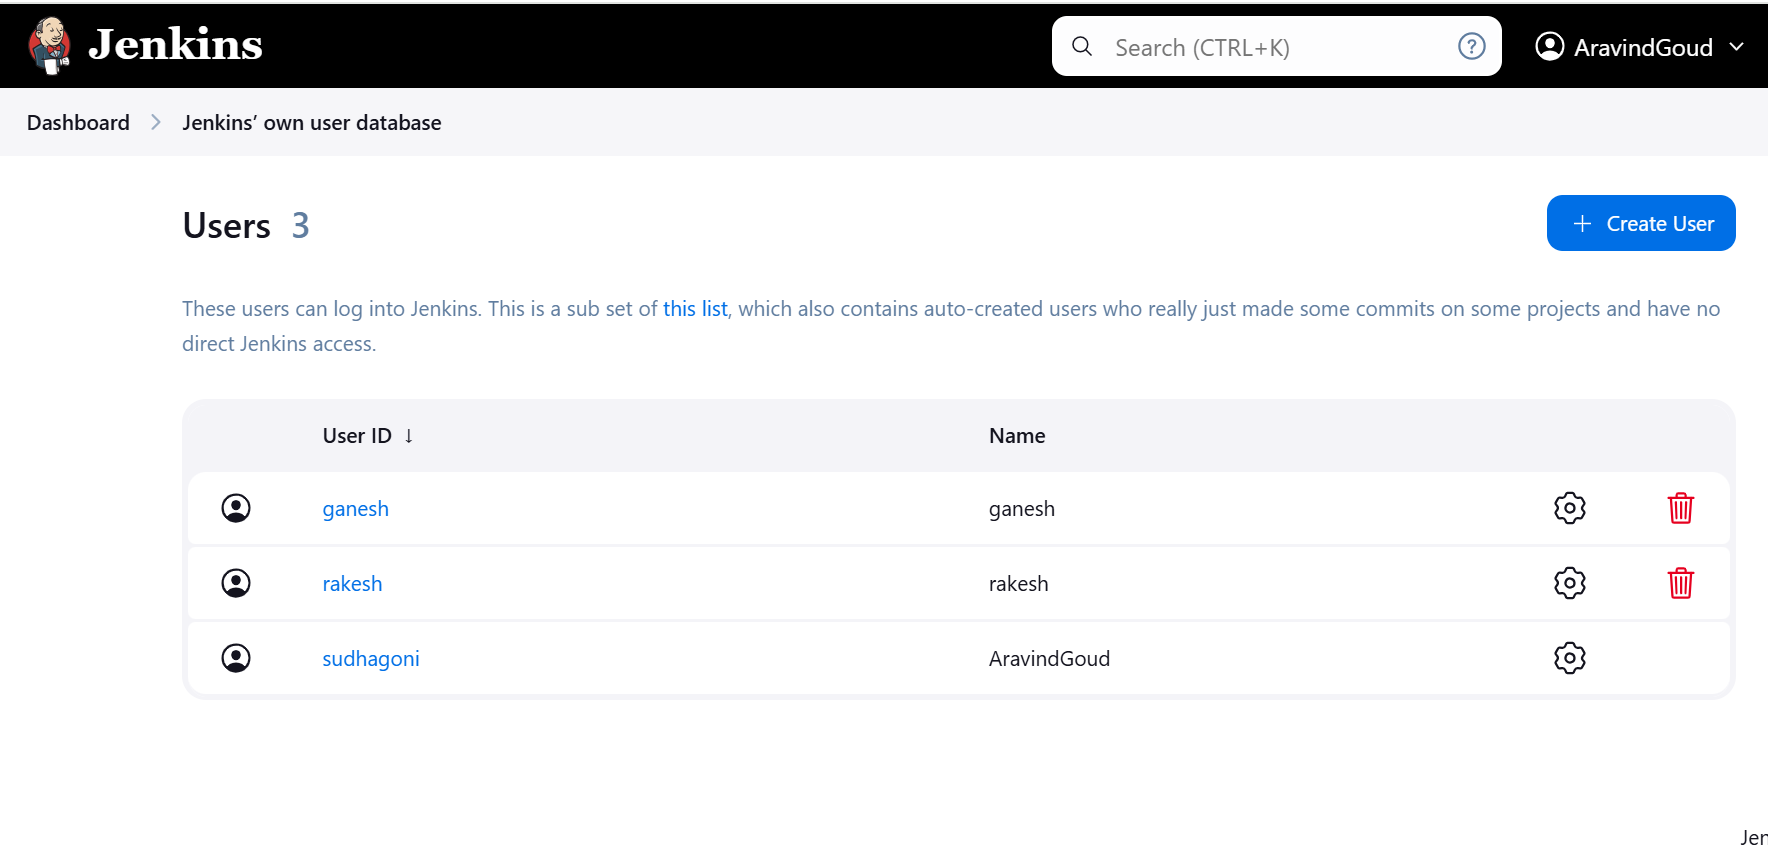 Jenkins
Search (CTRL+K)
?
AravindGoud
Dashboard
Jenkins’ own user database
Users 3
+ Create User
These users can log into Jenkins. This is a sub set of this list, which also contains auto-created users who really just made some commits on some projects and have no
direct Jenkins access.
User ID ↓ Name
ganesh ganesh
rakesh rakesh
sudhagoni AravindGoud
Jen